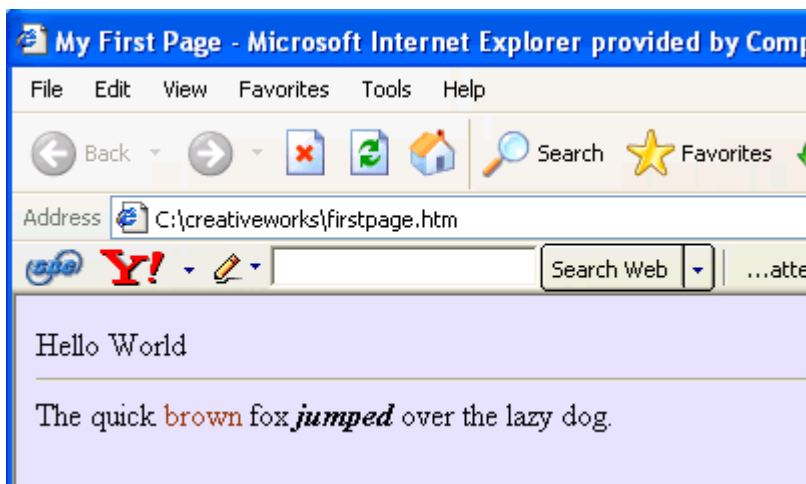 My First Page - Microsoft Internet Explorer provided by Comp
File Edit View Favorites Tools Help
Back Search Favorites
Address C:\creativeworks\firstpage.htm
Y! Search Web ...atte
Hello World
The quick brown fox jumped over the lazy dog.